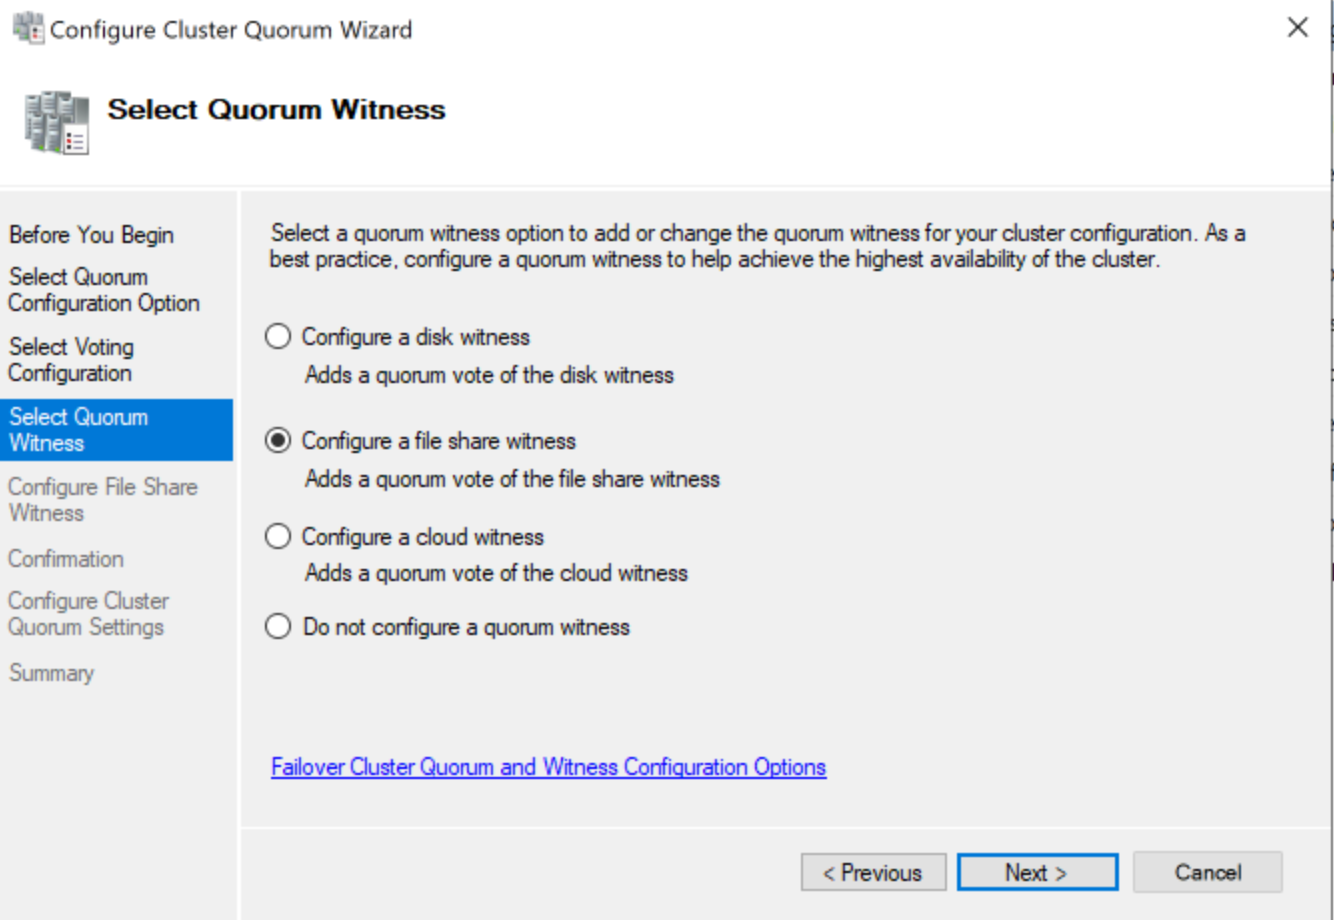 Configure Cluster Quorum Wizard
Select Quorum Witness
Before You Begin
Select Quorum
Configuration Option
Select Voting
Configuration
Select Quorum
Witness
Configure File Share
Witness
Confirmation
Configure Cluster
Quorum Settings
Summary
Select a quorum witness option to add or change the quorum witness for your cluster configuration. As a
best practice, configure a quorum witness to help achieve the highest availability of the cluster.
Configure a disk witness
Adds a quorum vote of the disk witness
Configure a file share witness
Adds a quorum vote of the file share witness
Configure a cloud witness
Adds a quorum vote of the cloud witness
Do not configure a quorum witness
Failover Cluster Quorum and Witness Configuration Options
< Previous
Next >
Cancel